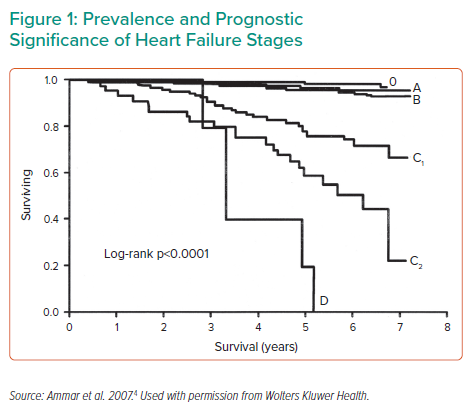 Figure 1: Prevalence and Prognostic
Significance of Heart Failure Stages
1.0
0.8
0.6
0.4
0.2
0.0
Surviving
0
A
B
C₁
C₂
D
Log-rank p<0.0001
0 1 2 3 4 5 6 7 8
Survival (years)
Source: Ammar et al. 2007.⁴ Used with permission from Wolters Kluwer Health.